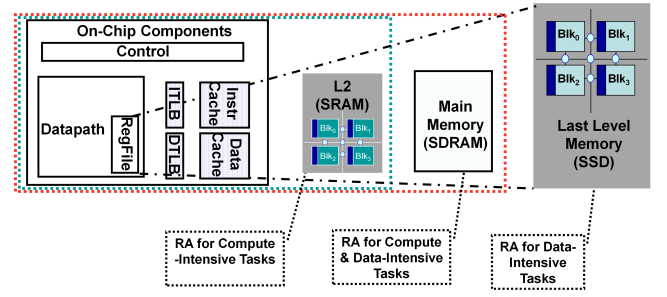 On-Chip Components
Control
Datapath
RegFile
ITLB
DTLB
Instr
Cache
Data
Cache
L2
(SRAM)
Blk0
Blk1
Blk2
Blk3
Main
Memory
(SDRAM)
Blk0
Blk1
Blk2
Blk3
Last Level
Memory
(SSD)
RA for Compute
-Intensive Tasks
RA for Compute
& Data-Intensive
Tasks
RA for Data-
Intensive
Tasks